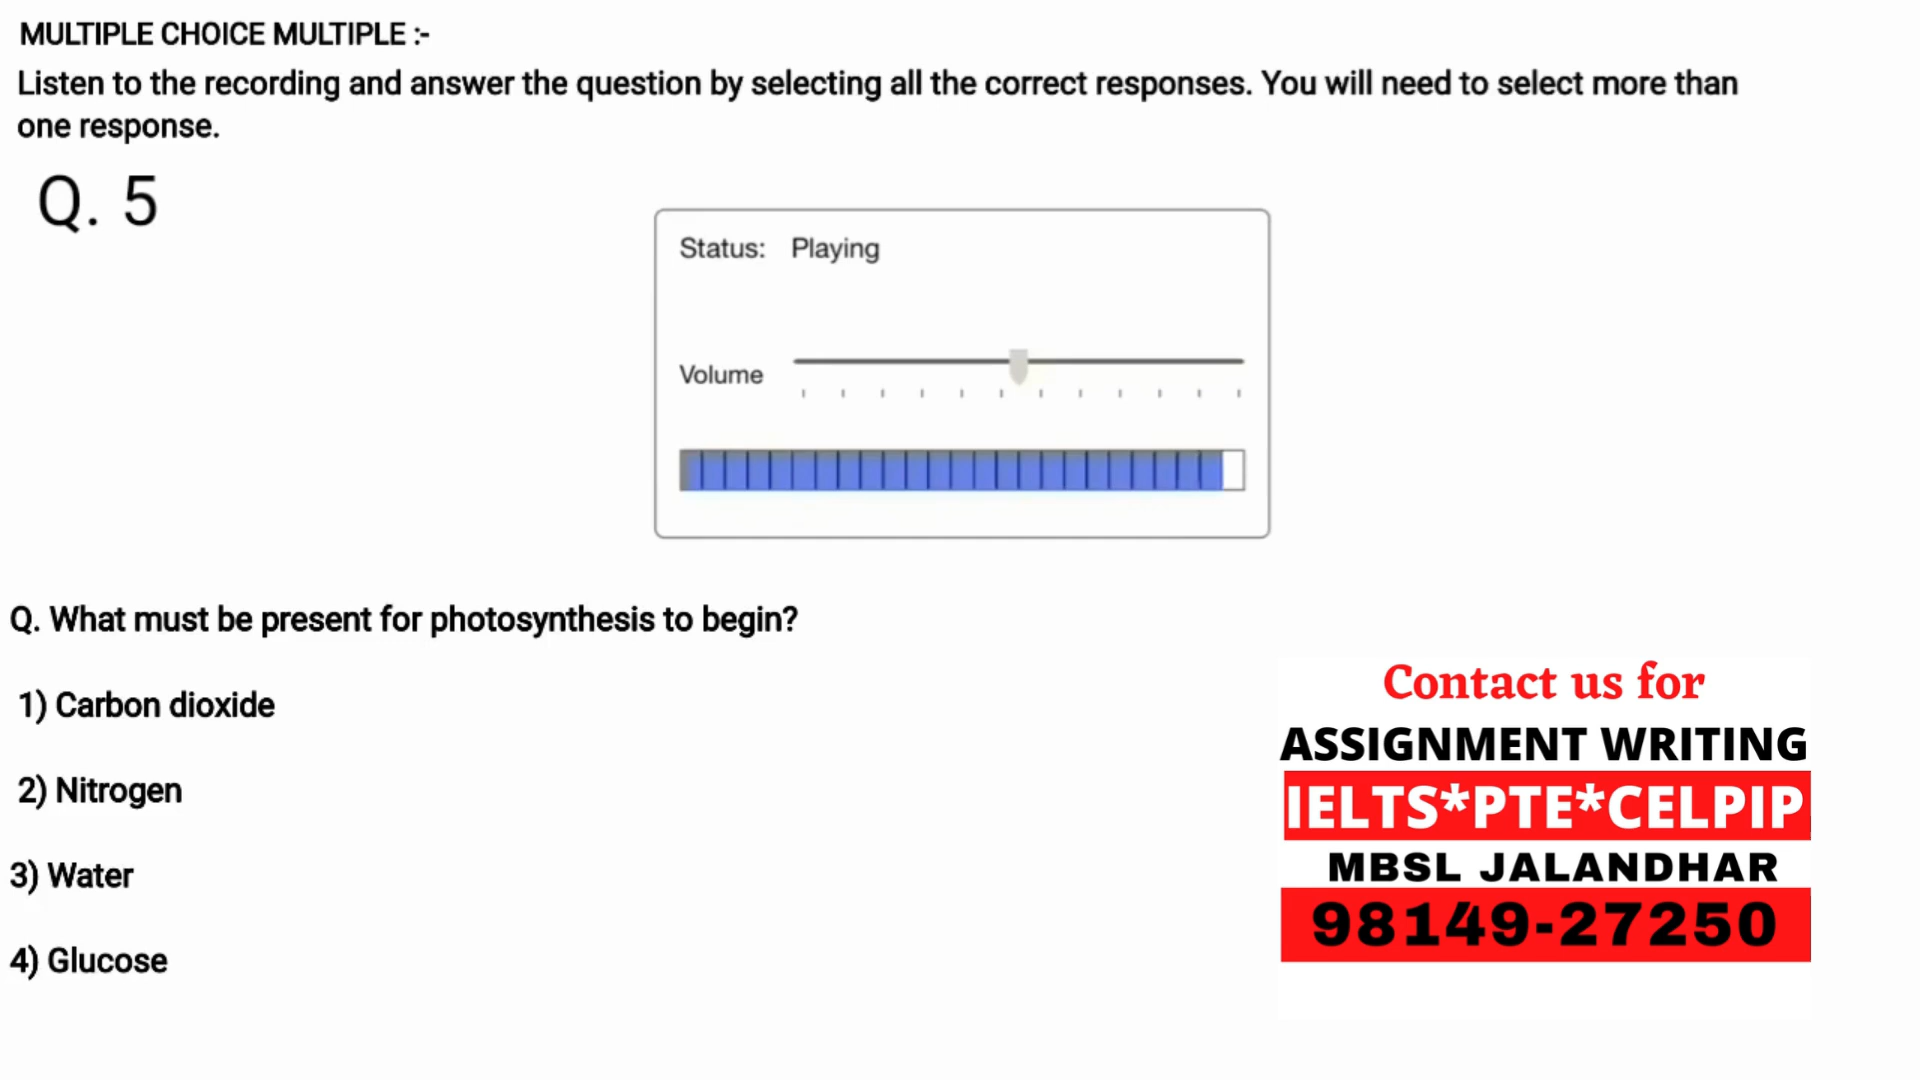 MULTIPLE CHOICE MULTIPLE :-
Listen to the recording and answer the question by selecting all the correct responses. You will need to select more than
one response.
Q. 5
Status: Playing
Volume
Q. What must be present for photosynthesis to begin?
1) Carbon dioxide
2) Nitrogen
3) Water
4) Glucose
Contact us for
ASSIGNMENT WRITING
IELTS*PTE*CELPIP
MBSL JALANDHAR
98149-27250